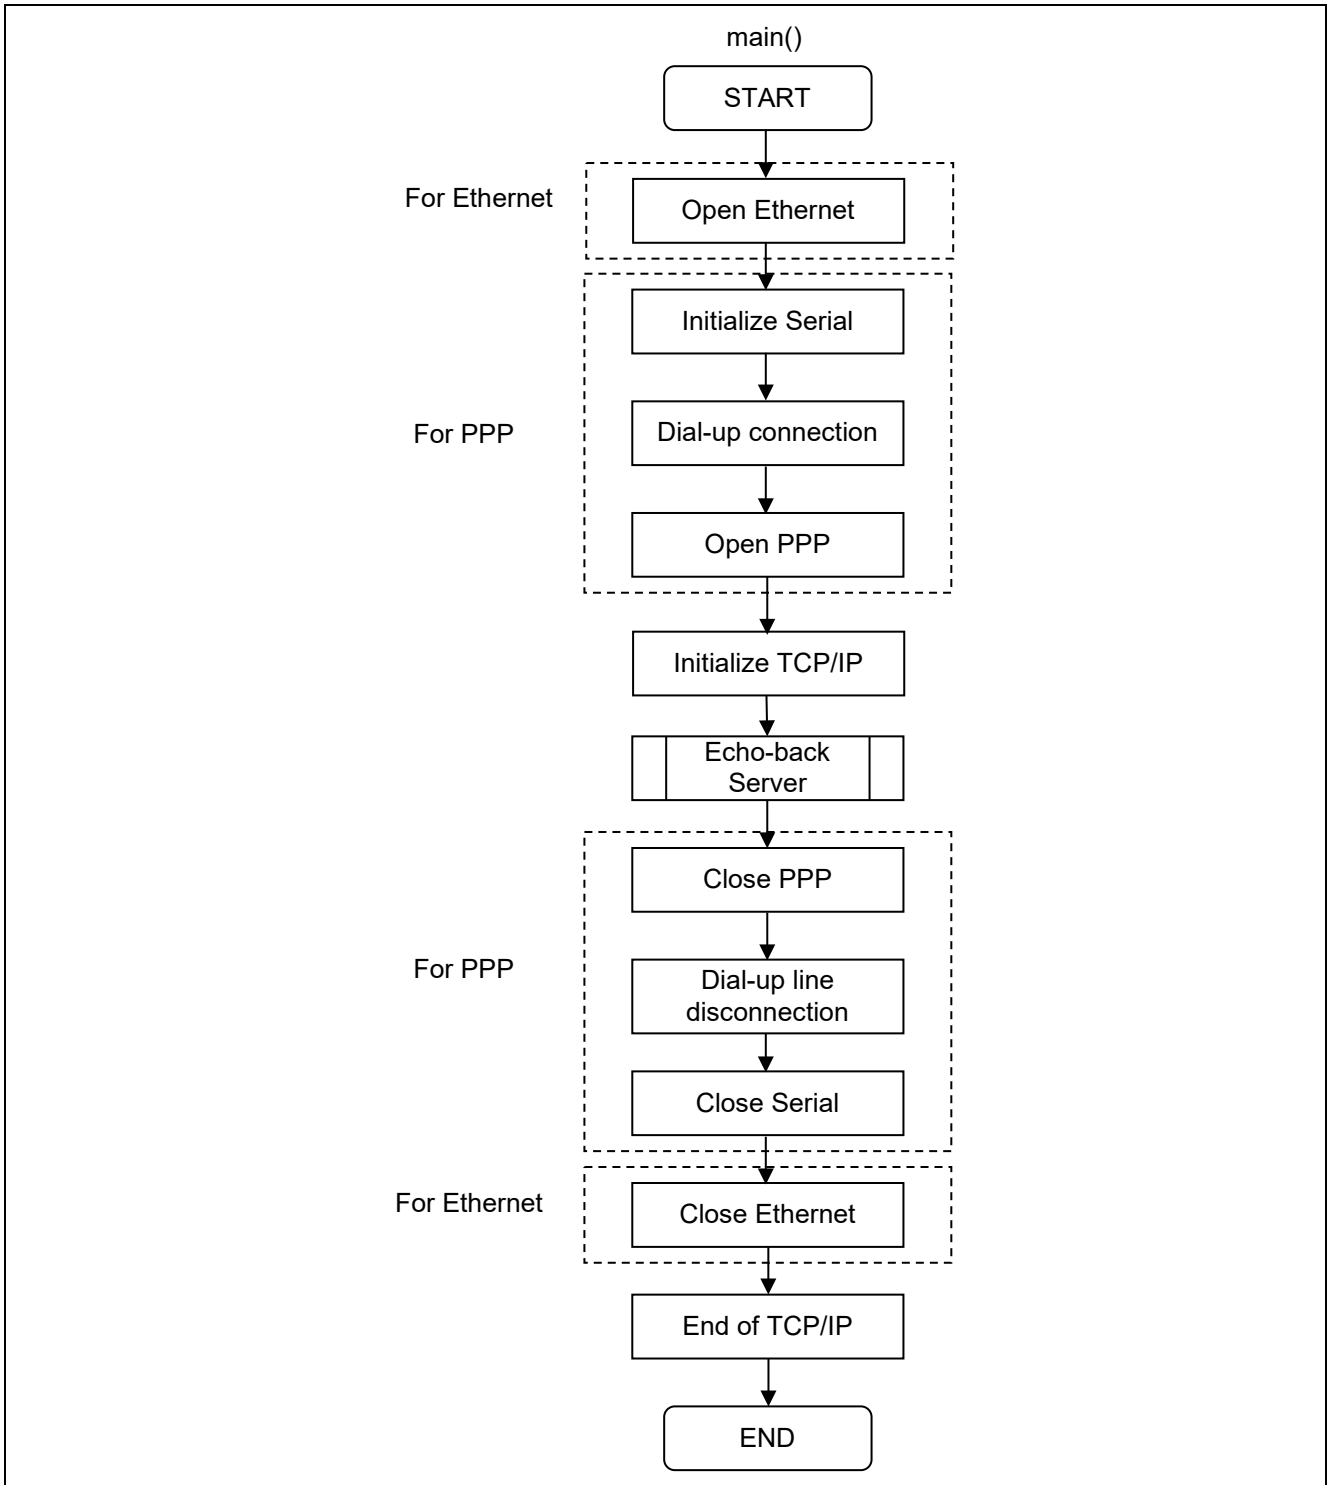 main()
START
For Ethernet
Open Ethernet
Initialize Serial
For PPP
Dial-up connection
Open PPP
Initialize TCP/IP
Echo-back
Server
Close PPP
For PPP
Dial-up line
disconnection
Close Serial
For Ethernet
Close Ethernet
End of TCP/IP
END